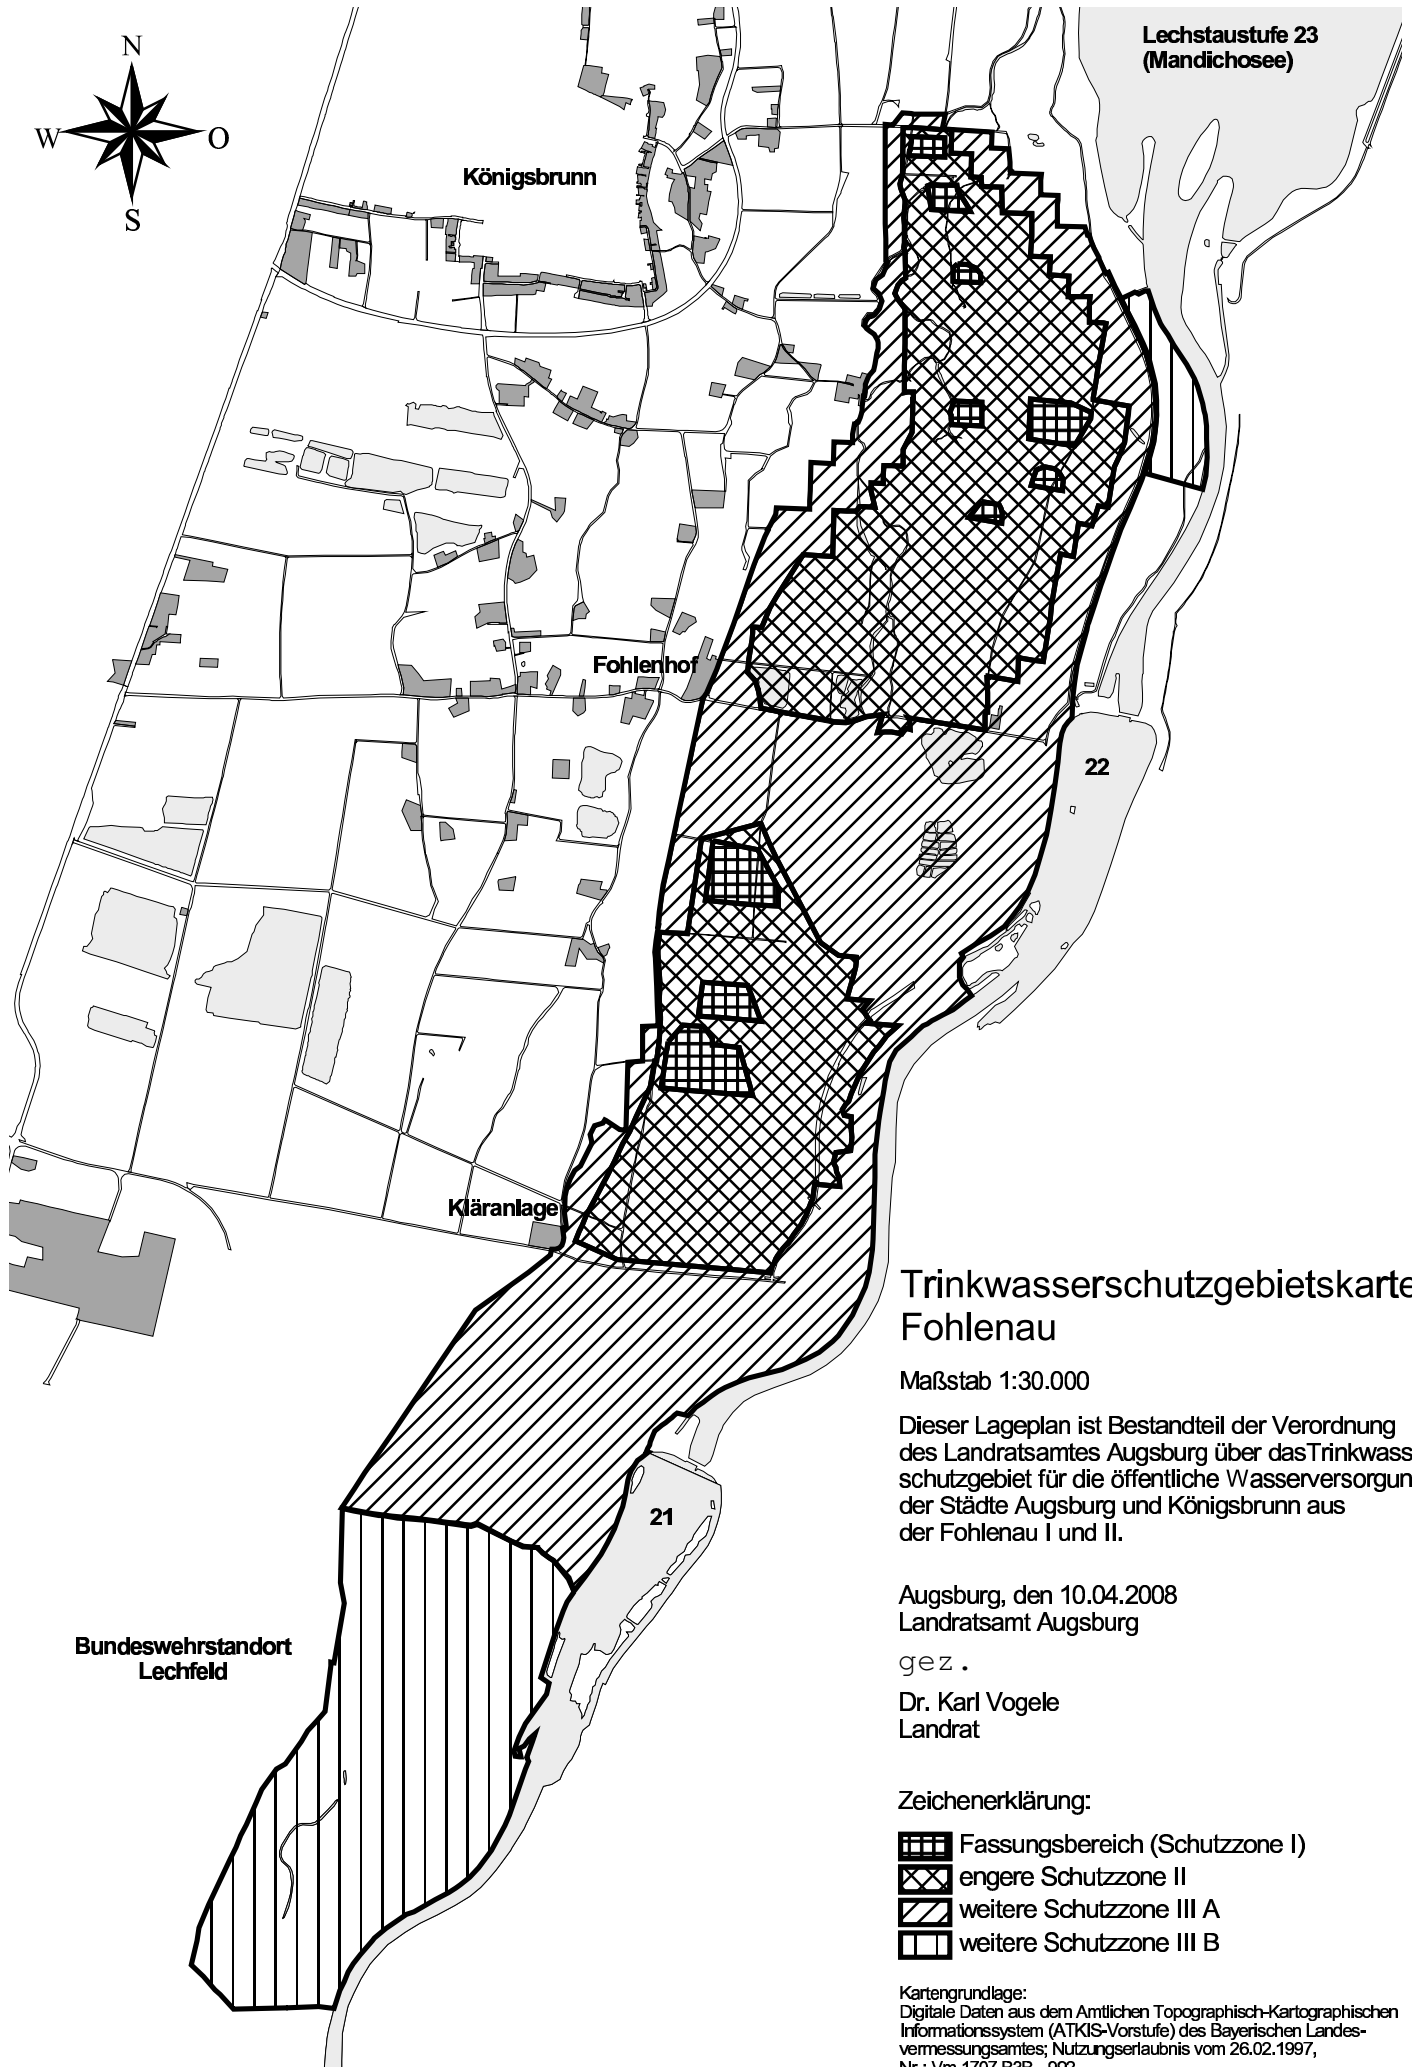 Lechstaustufe 23
(Mandichosee)
N
W
O
S
Königsbrunn
Fohlenhof
22
Kläranlage
21
Bundeswehrstandort
Lechfeld
Trinkwasserschutzgebietskarte
Fohlenau
Maßstab 1:30.000
Dieser Lageplan ist Bestandteil der Verordnung
des Landratsamtes Augsburg über dasTrinkwass
schutzgebiet für die öffentliche Wasserversorgun
der Städte Augsburg und Königsbrunn aus
der Fohlenau I und II.
Augsburg, den 10.04.2008
Landratsamt Augsburg
gez.
Dr. Karl Vogele
Landrat
Zeichenerklärung:
Fassungsbereich (Schutzzone I)
engere Schutzzone II
weitere Schutzzone III A
weitere Schutzzone III B
Kartengrundlage:
Digitale Daten aus dem Amtlichen Topographisch-Kartographischen
Informationssystem (ATKIS-Vorstufe) des Bayerischen Landes-
vermessungsamtes; Nutzungserlaubnis vom 26.02.1997,